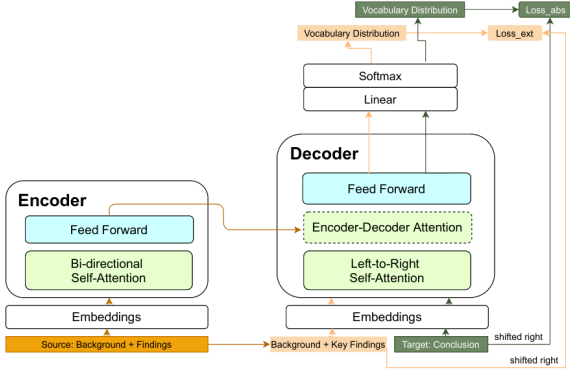 Vocabulary Distribution
Loss_abs
Vocabulary Distribution
Loss_ext
Softmax
Linear
Decoder
Feed Forward
Encoder-Decoder Attention
Left-to-Right
Self-Attention
Encoder
Feed Forward
Bi-directional
Self-Attention
Embeddings
Embeddings
Source: Background + Findings
Background + Key Findings
Target: Conclusion
shifted right
shifted right